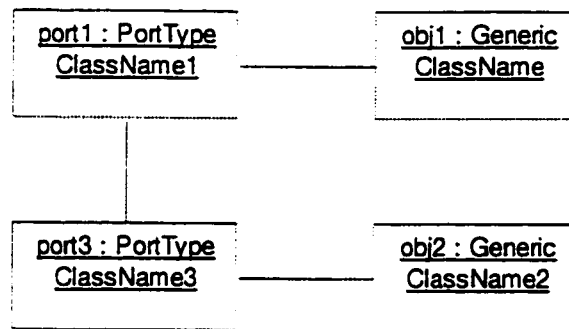 port1 : PortType
ClassName1
obj1 : Generic
ClassName
port3 : PortType
ClassName3
obj2 : Generic
ClassName2